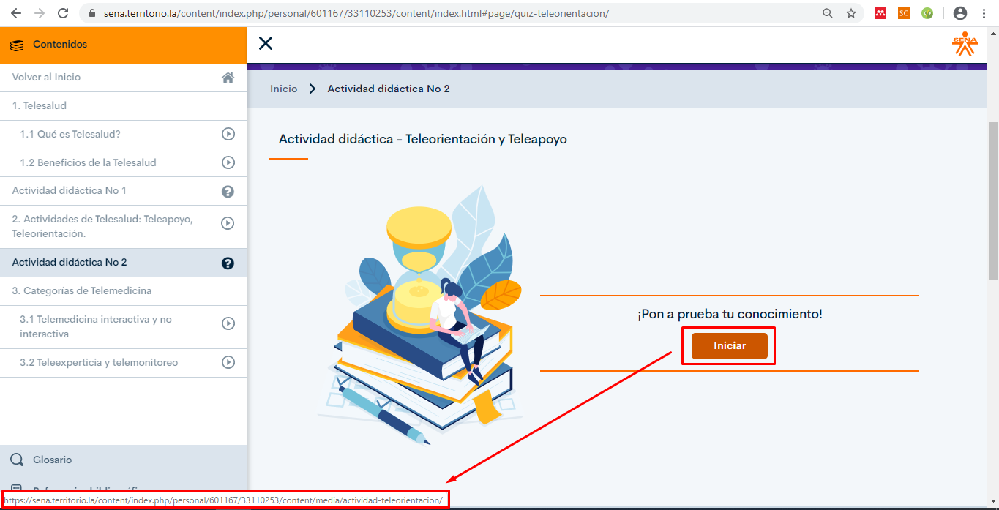 sena.territorio.la/content/index.php/personal/601167/33110253/content/index.html#page/quiz-teleorientacion/
SC
Contenidos
SENA
Volver al Inicio
Inicio
Actividad didáctica No 2
1. Telesalud
1.1 Qué es Telesalud?
1.2 Beneficios de la Telesalud
Actividad didáctica No 1
2. Actividades de Telesalud: Teleapoyo,
Teleorientación.
Actividad didáctica No 2
3. Categorías de Telemedicina
3.1 Telemedicina interactiva y no
interactiva
3.2 Teleexperticia y telemonitoreo
Actividad didáctica - Teleorientación y Teleapoyo
¡Pon a prueba tu conocimiento!
Iniciar
Glosario
https://sena.territorio.la/content/index.php/personal/601167/33110253/content/media/actividad-teleorientacion/